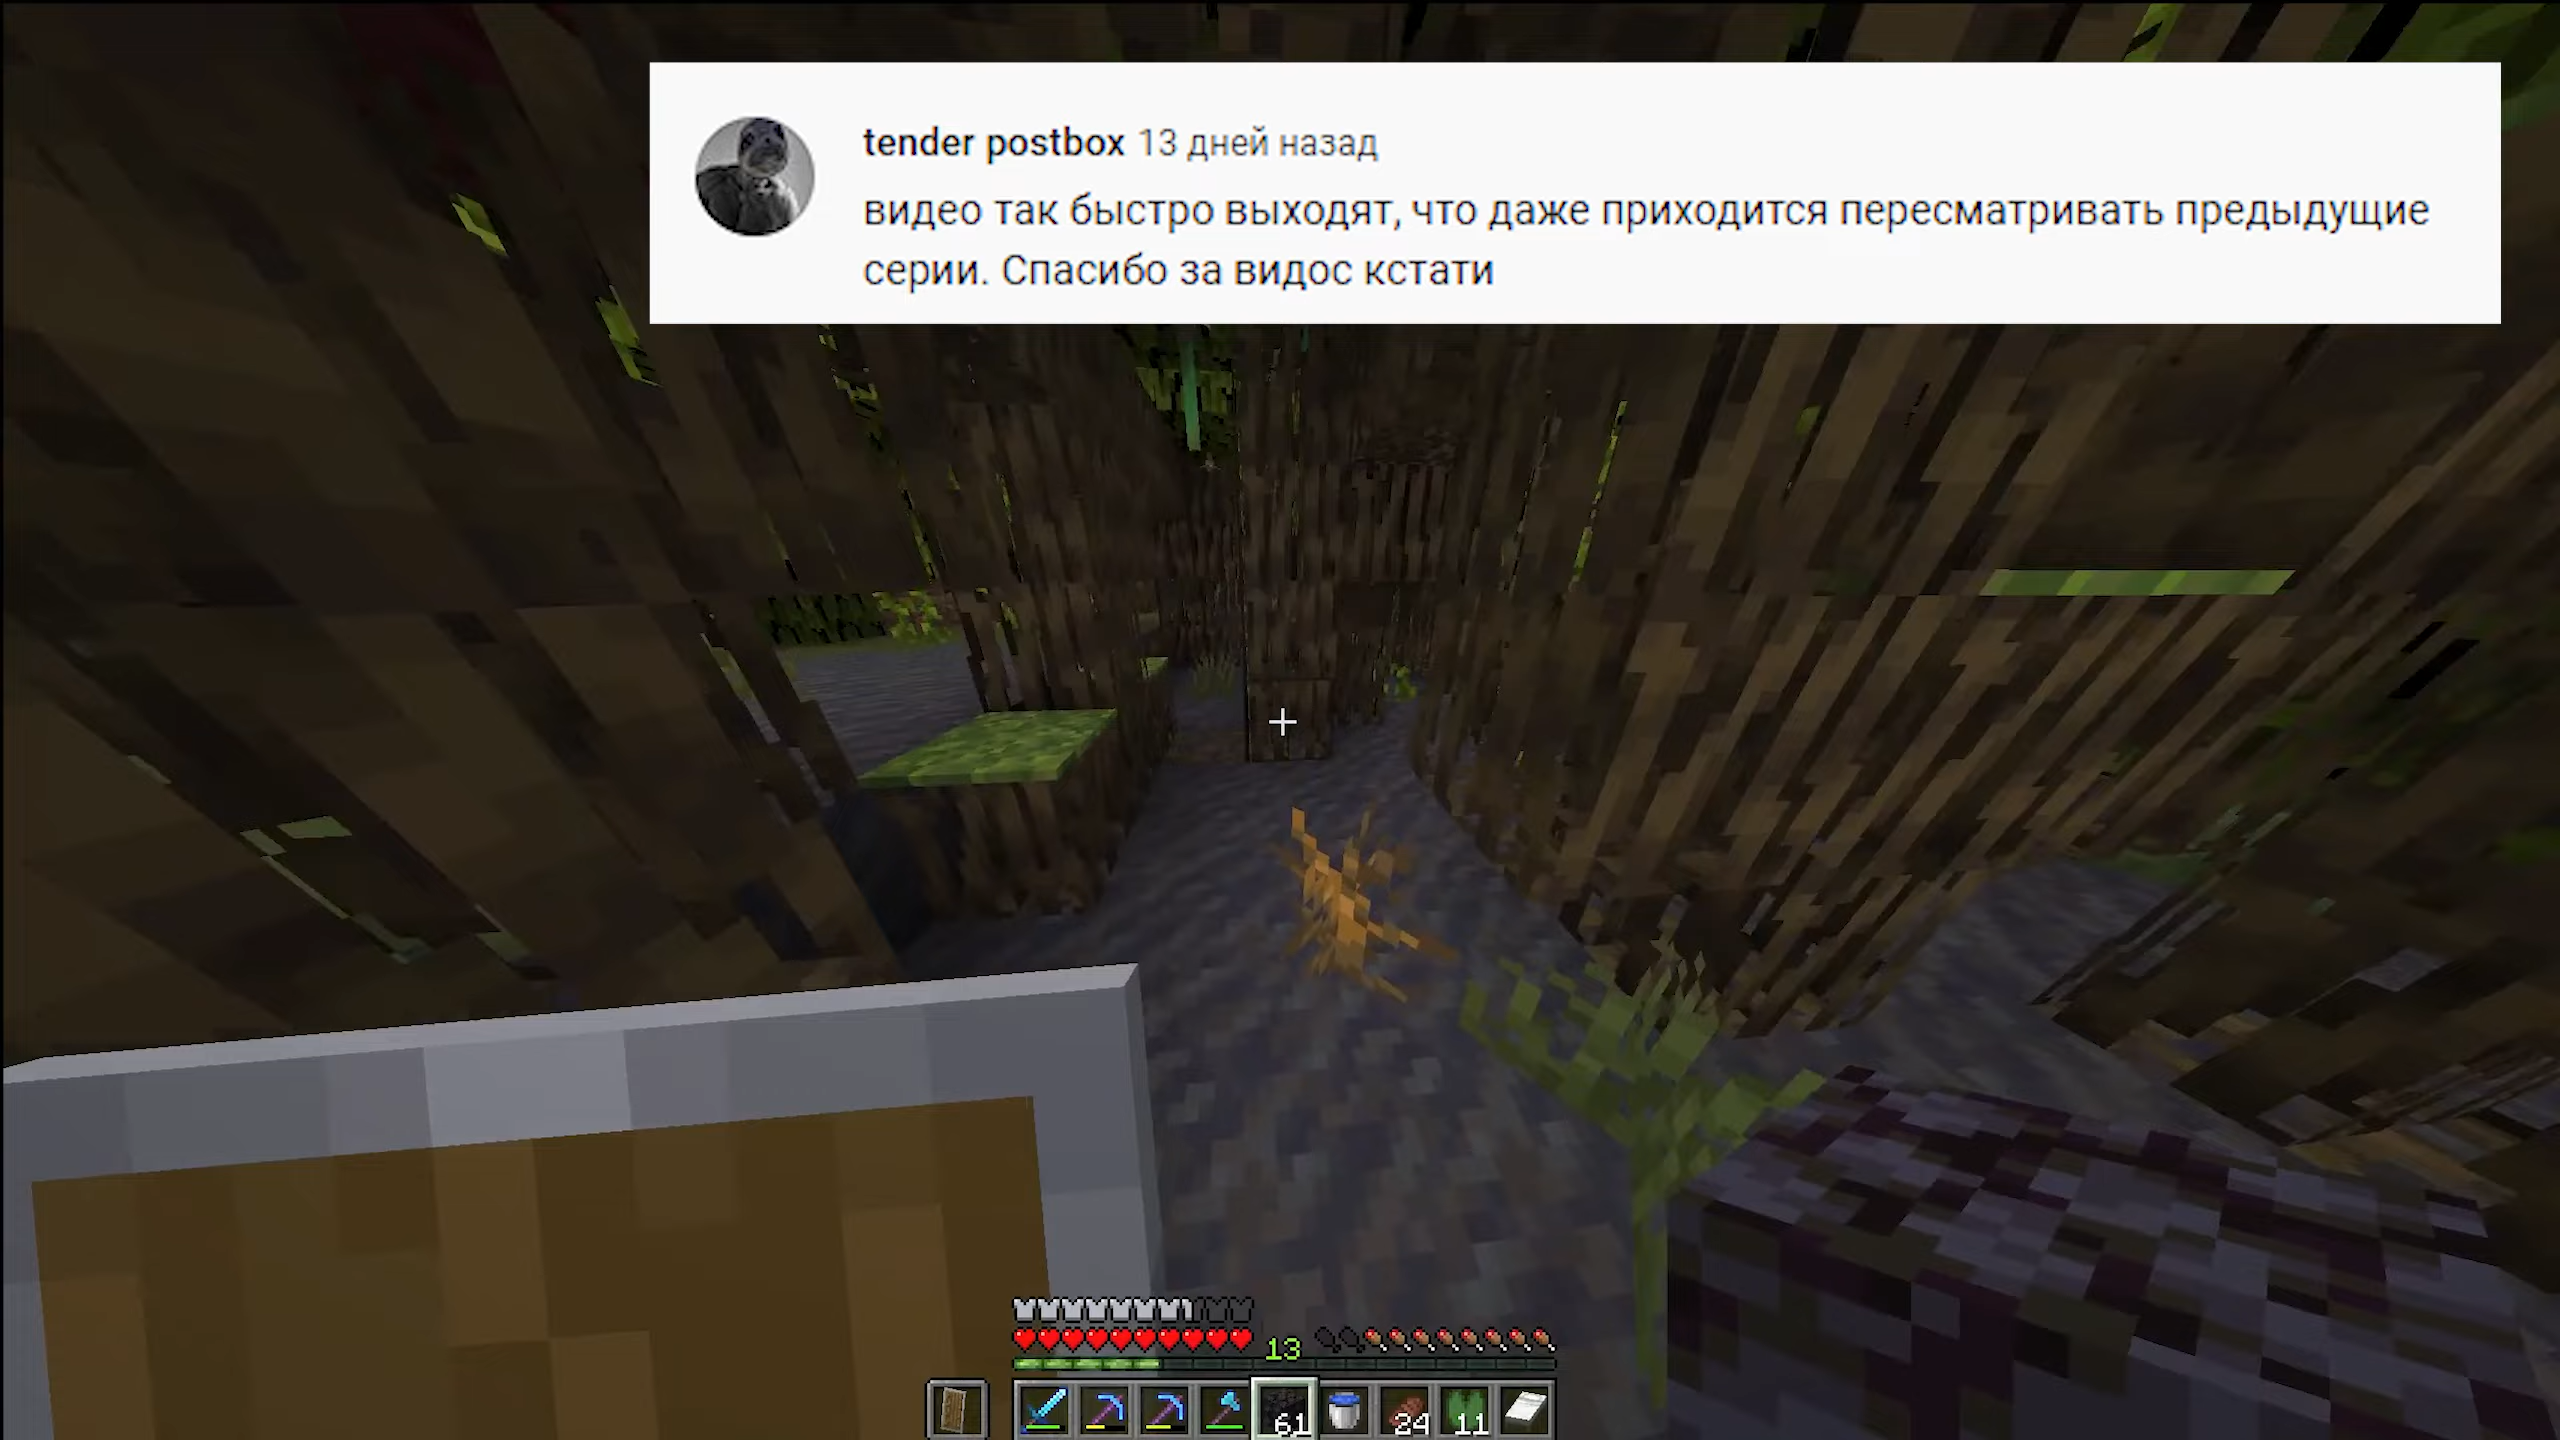 tender postbox 13 дней назад
видео так быстро выходят, что даже приходится пересматривать предыдущие
серии. Спасибо за видос кстати
13
61 24 11